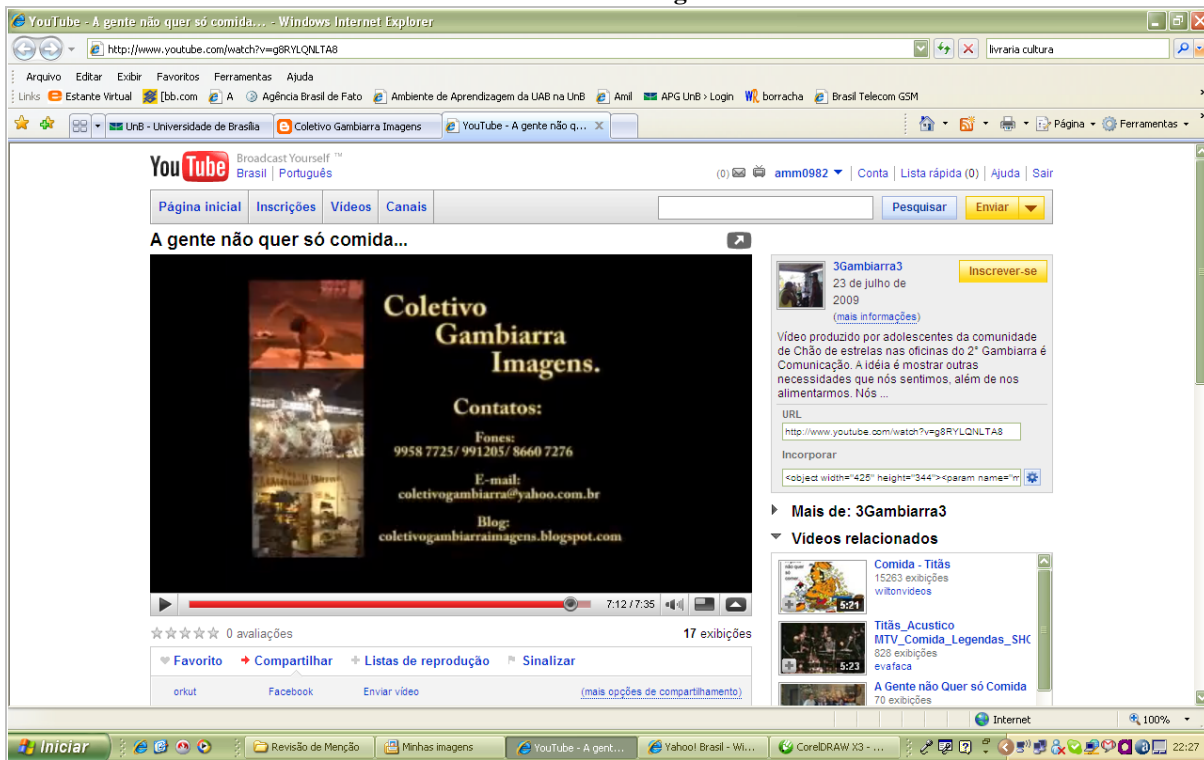 YouTube - A gente não quer só comida... - Windows Internet Explorer
http://www.youtube.com/watch?v=g8RYLQNLTA8
livraria cultura
Arquivo Editar Exibir Favoritos Ferramentas Ajuda
Links Estante Virtual [bb.com A Agência Brasil de Fato Ambiente de Aprendizagem da UAB na UnB Amil APG UnB > Login borracha Brasil Telecom GSM
UnB - Universidade de Brasília Coletivo Gambiarra Imagens YouTube - A gente não q... Página Ferramentas
You Tube Broadcast Yourself ™
Brasil | Português
(0) amm0982 | Conta | Lista rápida (0) | Ajuda | Sair
Página inicial Inscrições Vídeos Canais Pesquisar Enviar
A gente não quer só comida...
Coletivo
Gambiarra
Imagens.
Contatos:
Fones:
9958 7725/ 991205/ 8660 7276
E-mail:
coletivogambiarra@yahoo.com.br
Blog:
coletivogambiarraimagens.blogspot.com
7:12 / 7:35
0 avaliações 17 exibições
Favorito Compartilhar Listas de reprodução Sinalizar
orkut Facebook Enviar vídeo (mais opções de compartilhamento)
3Gambiarra3 Inscrever-se
23 de julho de
2009
(mais informações)
Vídeo produzido por adolescentes da comunidade
de Chão de estrelas nas oficinas do 2° Gambiarra é
Comunicação. A idéia é mostrar outras
necessidades que nós sentimos, além de nos
alimentarmos. Nós ...
URL
http://www.youtube.com/watch?v=g8RYLQNLTA8
Incorporar
<object width="425" height="344"><param name="m
Mais de: 3Gambiarra3
Videos relacionados
Comida - Titãs
15263 exibições
wiltonvideos
5:21
Titãs_Acustico
MTV_Comida_Legendas_SHC
828 exibições
evafaca
5:23
A Gente não Quer só Comida
70 exibições
Internet 100%
Iniciar Revisão de Menção Minhas imagens YouTube - A gent... Yahoo! Brasil - Wi... CorelDRAW X3 - ... 22:27